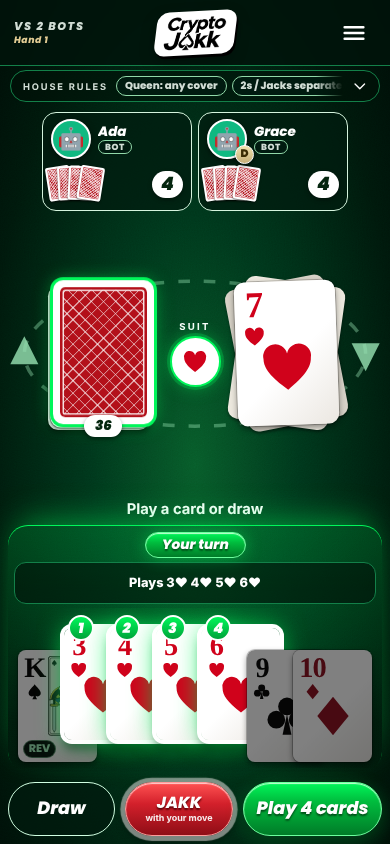 VS 2 BOTS
Hand 1
Crypto
JAKK
HOUSE RULES
Queen: any cover
2s / Jacks separate
Ada
BOT
4
Grace
D
BOT
4
36
SUIT
7
Play a card or draw
Your turn
Plays 3♥ 4♥ 5♥ 6♥
1 2 3 4
K 3 4 5 6 9 10
REV
Draw
JAKK
with your move
Play 4 cards